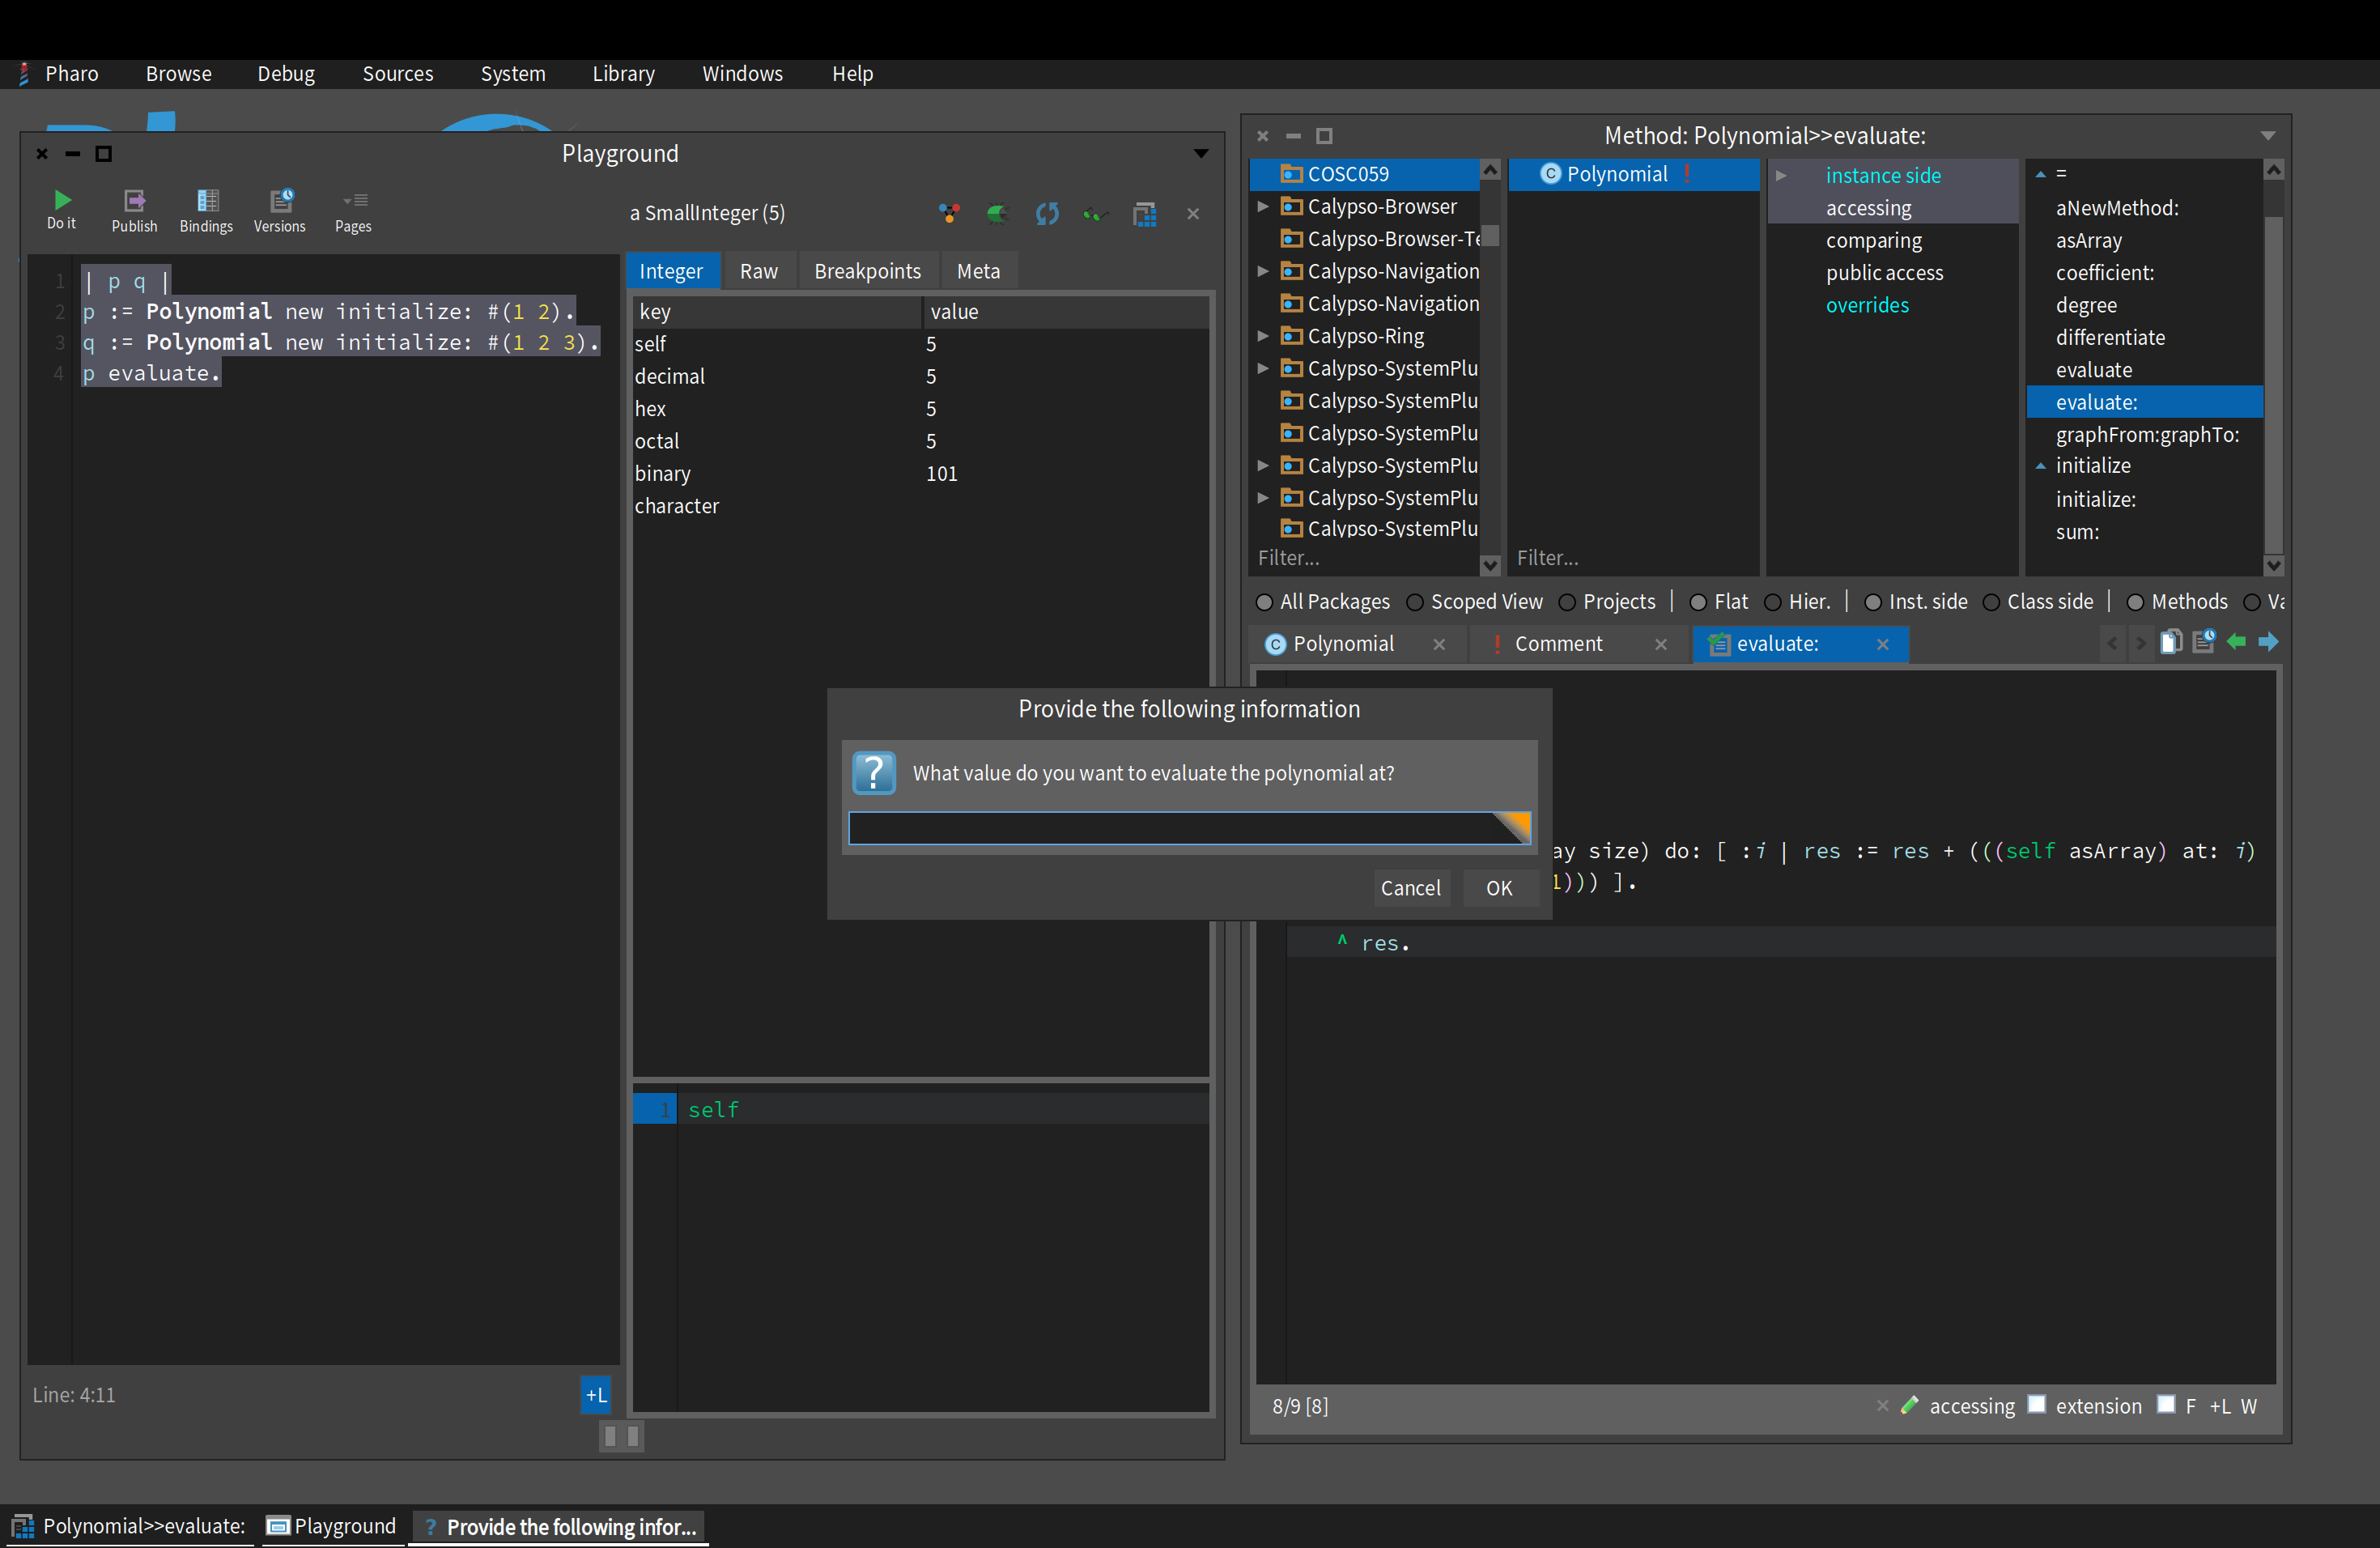 Pharo Browse Debug Sources System Library Windows Help
Playground
Do it Publish Bindings Versions Pages
a SmallInteger (5)
1 | p q |
2 p := Polynomial new initialize: #(1 2).
3 q := Polynomial new initialize: #(1 2 3).
4 p evaluate.
Integer Raw Breakpoints Meta
key value
self 5
decimal 5
hex 5
octal 5
binary 101
character
1 self
Line: 4:11
+L
Method: Polynomial>>evaluate:
COSC059
Calypso-Browser
Calypso-Browser-Te
Calypso-Navigation
Calypso-Navigation
Calypso-Ring
Calypso-SystemPlu
Calypso-SystemPlu
Calypso-SystemPlu
Calypso-SystemPlu
Calypso-SystemPlu
Calypso-SystemPlu
Filter...
C Polynomial !
Filter...
instance side
accessing
comparing
public access
overrides
=
aNewMethod:
asArray
coefficient:
degree
differentiate
evaluate
evaluate:
graphFrom:graphTo:
initialize
initialize:
sum:
All Packages Scoped View Projects | Flat Hier. | Inst. side Class side | Methods Va
C Polynomial × ! Comment × evaluate: ×
ay size) do: [ :i | res := res + (((self asArray) at: i)
1))) ].
^ res.
8/9 [8]
accessing extension F +L W
Provide the following information
? What value do you want to evaluate the polynomial at?
Cancel OK
Polynomial>>evaluate: Playground ? Provide the following infor...